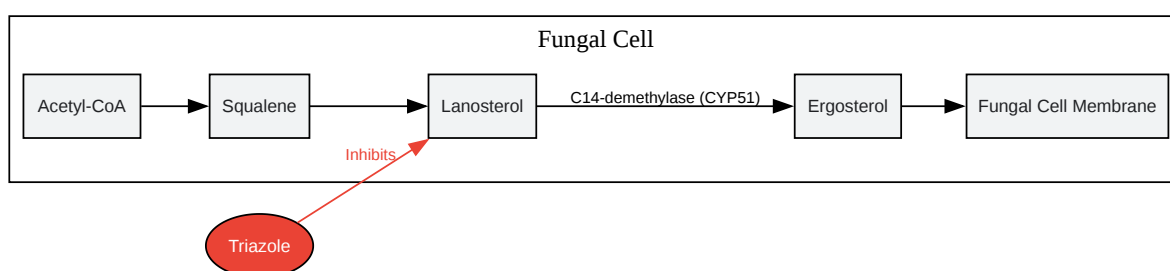 Fungal Cell
Acetyl-CoA
Squalene
Lanosterol
C14-demethylase (CYP51)
Ergosterol
Fungal Cell Membrane
Inhibits
Triazole